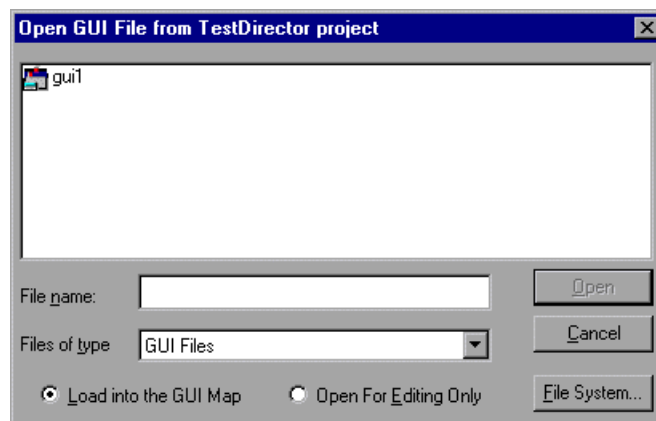 Open GUI File from TestDirector project
gui1
File name:
Open
Files of type
GUI Files
Cancel
Load into the GUI Map
Open For Editing Only
File System...